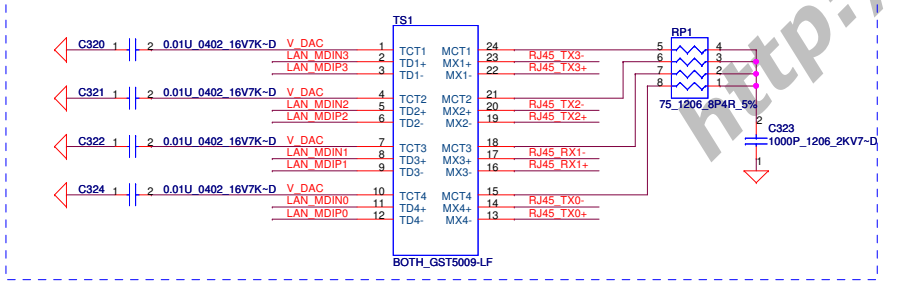 TS1
RP1
C320 1 2 0.01U_0402_16V7K~D V_DAC 1 TCT1 MCT1 24 5 4
LAN_MDIN3 2 TD1+ MX1+ 23 RJ45_TX3- 6 3
LAN_MDIP3 3 TD1- MX1- 22 RJ45_TX3+ 7 2
C321 1 2 0.01U_0402_16V7K~D V_DAC 4 TCT2 MCT2 21 8 1
LAN_MDIN2 5 TD2+ MX2+ 20 RJ45_TX2- 75_1206_8P4R_5%
LAN_MDIP2 6 TD2- MX2- 19 RJ45_TX2+ 2
C323
C322 1 2 0.01U_0402_16V7K~D V_DAC 7 TCT3 MCT3 18 1000P_1206_2KV7~D
LAN_MDIN1 8 TD3+ MX3+ 17 RJ45_RX1- 1
LAN_MDIP1 9 TD3- MX3- 16 RJ45_RX1+
C324 1 2 0.01U_0402_16V7K~D V_DAC 10 TCT4 MCT4 15
LAN_MDIN0 11 TD4+ MX4+ 14 RJ45_TX0-
LAN_MDIP0 12 TD4- MX4- 13 RJ45_TX0+
BOTH_GST5009-LF
http:/